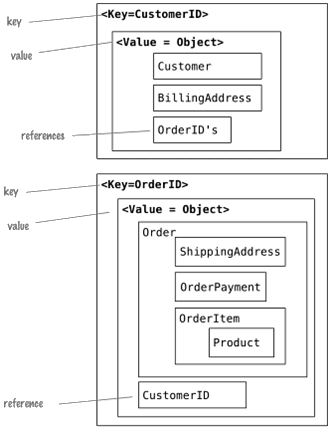 key
<Key=CustomerID>
value
<Value = Object>
Customer
BillingAddress
references
OrderID's
key
<Key=OrderID>
value
<Value = Object>
Order
ShippingAddress
OrderPayment
OrderItem
Product
reference
CustomerID